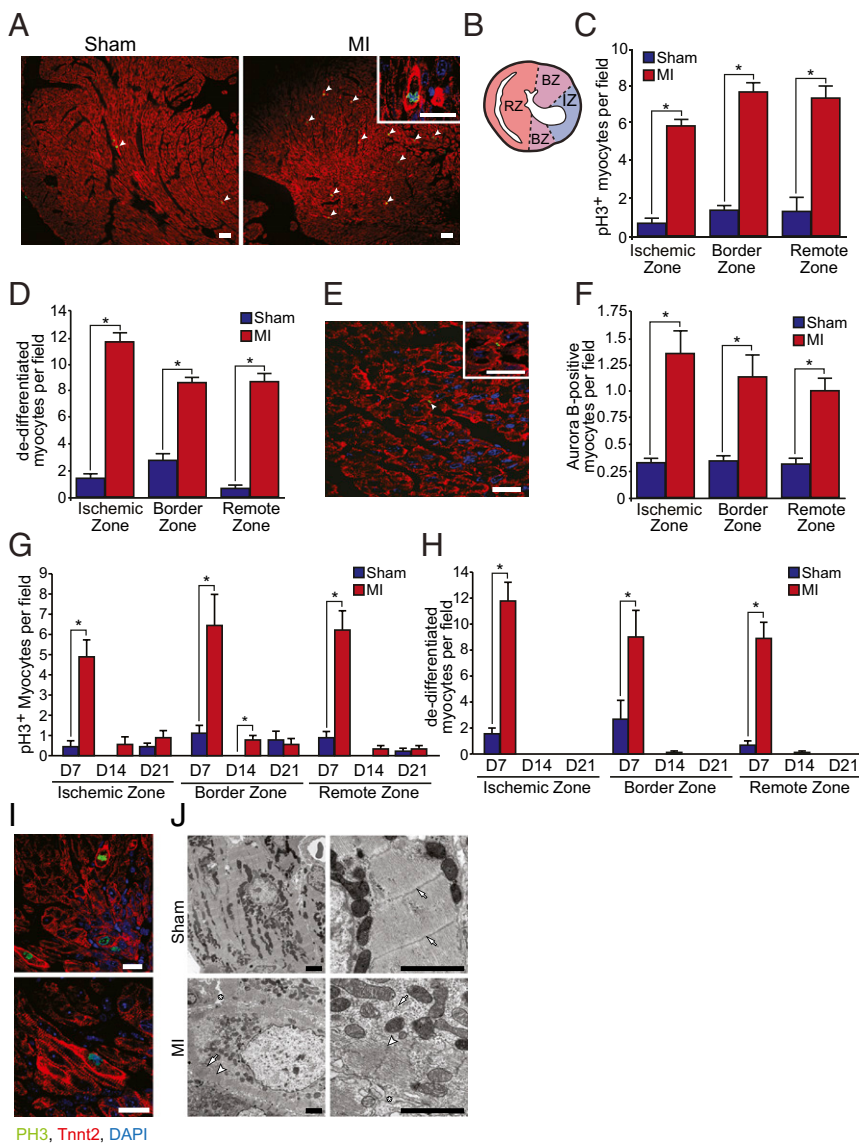 A
Sham
MI
B
BZ
RZ
IZ
BZ
C
Sham
MI
pH3+ myocytes per field
10
8
6
4
2
0
*
*
*
Ischemic Zone
Border Zone
Remote Zone
D
Sham
MI
de-differentiated
myocytes per field
14
12
10
8
6
4
2
0
*
*
*
Ischemic Zone
Border Zone
Remote Zone
E
F
Sham
MI
Aurora B-positive
myocytes per field
1.75
1.5
1.25
1.0
0.75
0.5
0.25
0
*
*
*
Ischemic Zone
Border Zone
Remote Zone
G
Sham
MI
pH3+ Myocytes per field
9
8
7
6
5
4
3
2
1
0
*
*
*
*
D7 D14 D21 D7 D14 D21 D7 D14 D21
Ischemic Zone Border Zone Remote Zone
H
Sham
MI
de-differentiated
myocytes per field
14
12
10
8
6
4
2
0
*
*
*
D7 D14 D21 D7 D14 D21 D7 D14 D21
Ischemic Zone Border Zone Remote Zone
I
PH3, Tnnt2, DAPI
J
Sham
MI
*
*